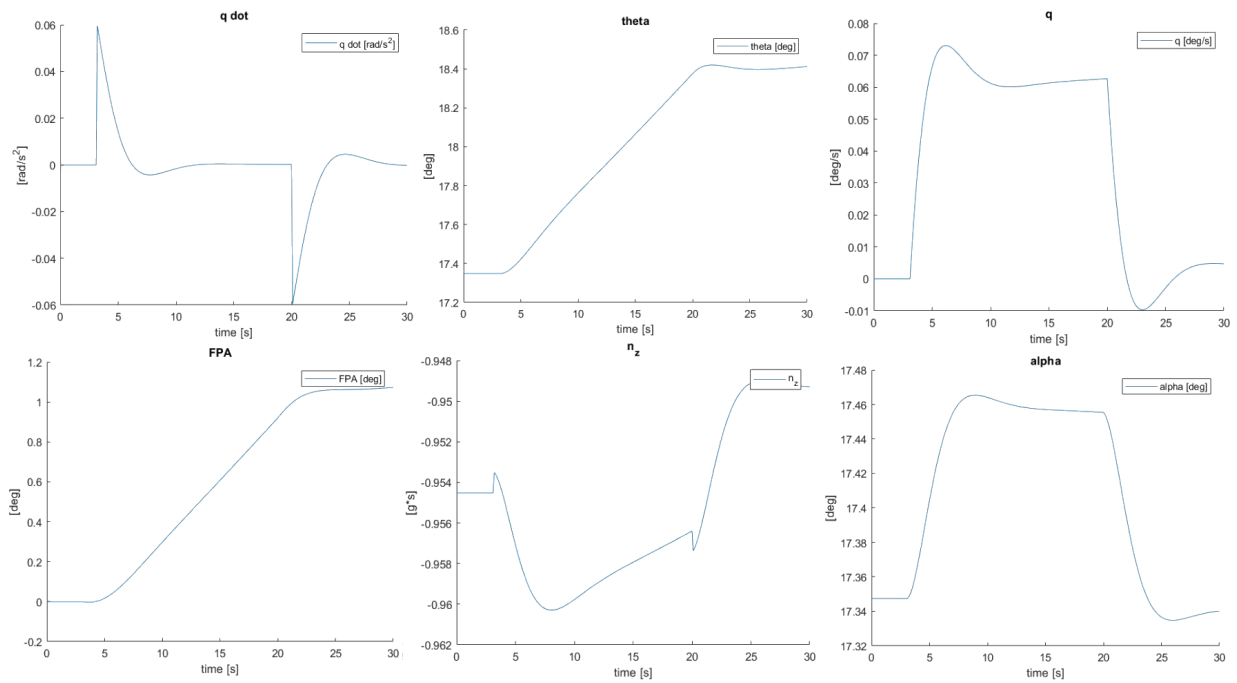 q dot
q dot [rad/s²]
0.06
0.04
0.02
0
-0.02
-0.04
-0.06
[rad/s²]
0 5 10 15 20 25 30
time [s]
theta
theta [deg]
18.6
18.4
18.2
18
17.8
17.6
17.4
17.2
[deg]
0 5 10 15 20 25 30
time [s]
q
q [deg/s]
0.08
0.07
0.06
0.05
0.04
0.03
0.02
0.01
0
-0.01
[deg/s]
0 5 10 15 20 25 30
time [s]
FPA
FPA [deg]
1.2
1
0.8
0.6
0.4
0.2
0
-0.2
[deg]
0 5 10 15 20 25 30
time [s]
n_z
n_z
-0.948
-0.95
-0.952
-0.954
-0.956
-0.958
-0.96
-0.962
[g*s]
0 5 10 15 20 25 30
time [s]
alpha
alpha [deg]
17.48
17.46
17.44
17.42
17.4
17.38
17.36
17.34
17.32
[deg]
0 5 10 15 20 25 30
time [s]